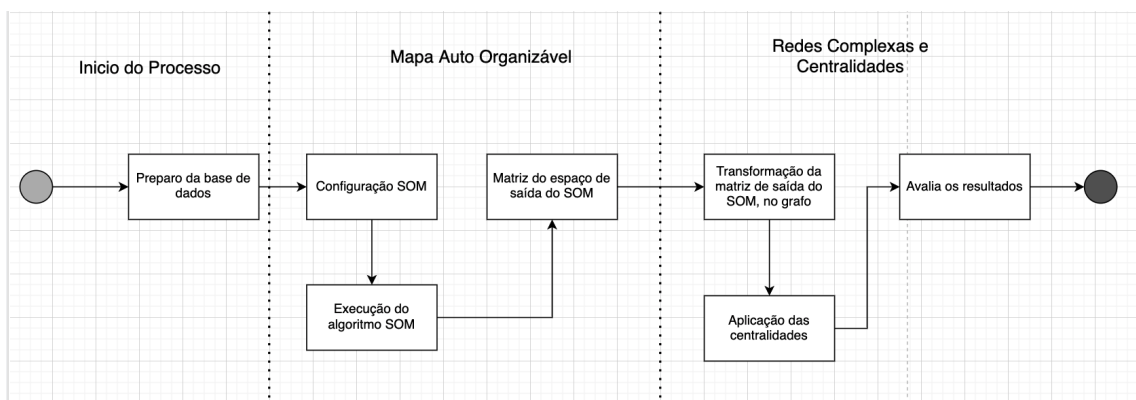 Inicio do Processo
Mapa Auto Organizável
Redes Complexas e
Centralidades
Preparo da base de
dados
Configuração SOM
Execução do
algoritmo SOM
Matriz do espaço de
saída do SOM
Transformação da
matriz de saída do
SOM, no grafo
Aplicação das
centralidades
Avalia os resultados